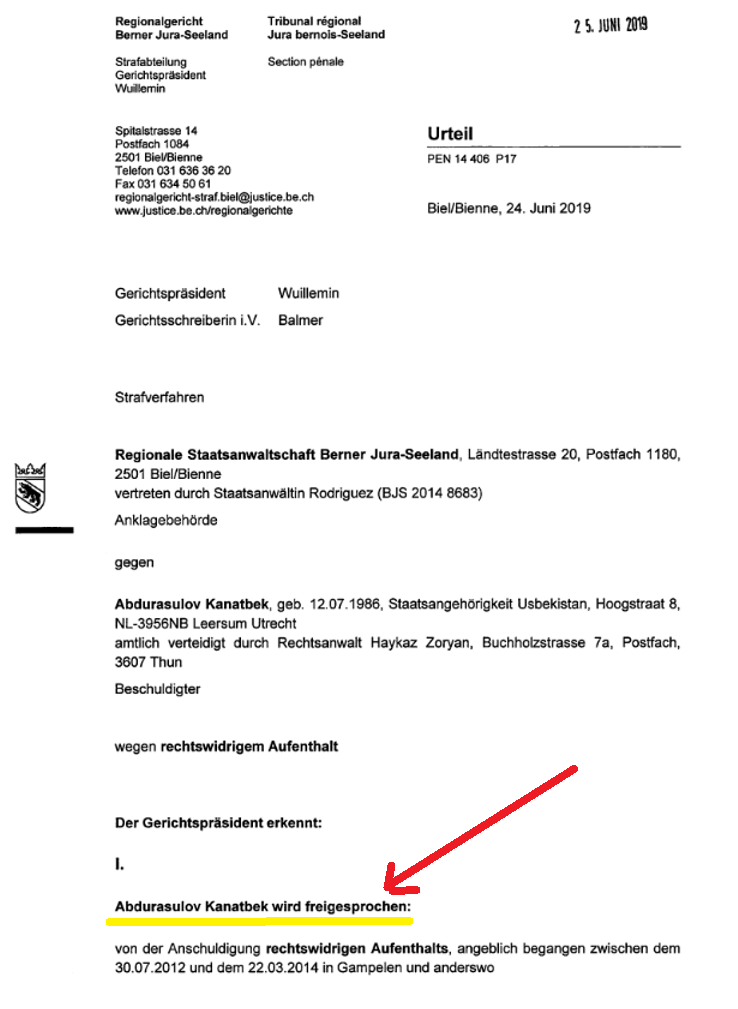 Regionalgericht
Berner Jura-Seeland
Tribunal régional
Jura bernois-Seeland
25. JUNI 2019
Strafabteilung
Gerichtspräsident
Wuillemin
Section pénale
Spitalstrasse 14
Postfach 1084
2501 Biel/Bienne
Telefon 031 636 36 20
Fax 031 634 50 61
regionalgericht-straf.biel@justice.be.ch
www.justice.be.ch/regionalgerichte
Urteil
PEN 14 406 P17
Biel/Bienne, 24. Juni 2019
Gerichtspräsident Wuillemin
Gerichtsschreiberin i.V. Balmer
Strafverfahren
Regionale Staatsanwaltschaft Berner Jura-Seeland, Ländtestrasse 20, Postfach 1180,
2501 Biel/Bienne
vertreten durch Staatsanwältin Rodriguez (BJS 2014 8683)
Anklagebehörde
gegen
Abdurasulov Kanatbek, geb. 12.07.1986, Staatsangehörigkeit Usbekistan, Hoogstraat 8,
NL-3956NB Leersum Utrecht
amtlich verteidigt durch Rechtsanwalt Haykaz Zoryan, Buchholzstrasse 7a, Postfach,
3607 Thun
Beschuldigter
wegen rechtswidrigem Aufenthalt
Der Gerichtspräsident erkennt:
I.
Abdurasulov Kanatbek wird freigesprochen:
von der Anschuldigung rechtswidrigen Aufenthalts, angeblich begangen zwischen dem
30.07.2012 und dem 22.03.2014 in Gampelen und anderswo